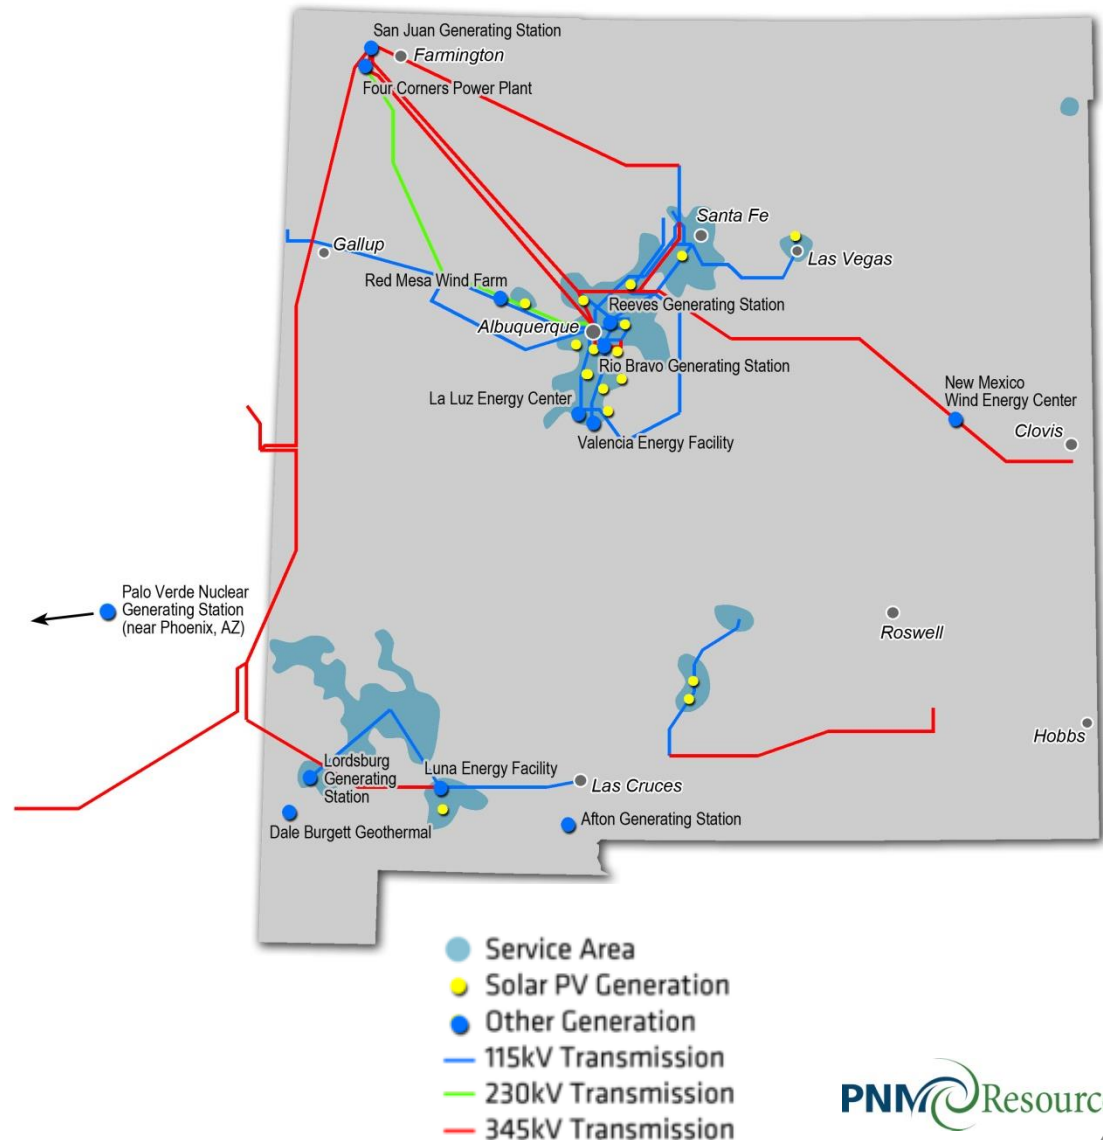 San Juan Generating Station
Farmington
Four Corners Power Plant
Santa Fe
Gallup
Las Vegas
Red Mesa Wind Farm
Reeves Generating Station
Albuquerque
Rio Bravo Generating Station
La Luz Energy Center
New Mexico
Wind Energy Center
Clovis
Valencia Energy Facility
Palo Verde Nuclear
Generating Station
(near Phoenix, AZ)
Roswell
Hobbs
Lordsburg
Generating
Station
Luna Energy Facility
Las Cruces
Dale Burgett Geothermal
Afton Generating Station
Service Area
Solar PV Generation
Other Generation
115kV Transmission
230kV Transmission
345kV Transmission
PNM Resourc